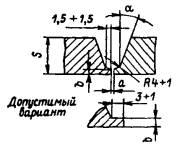 1,5 + 1,5
α
S
b
a
R4+1
3+1
Допустимый
вариант
b